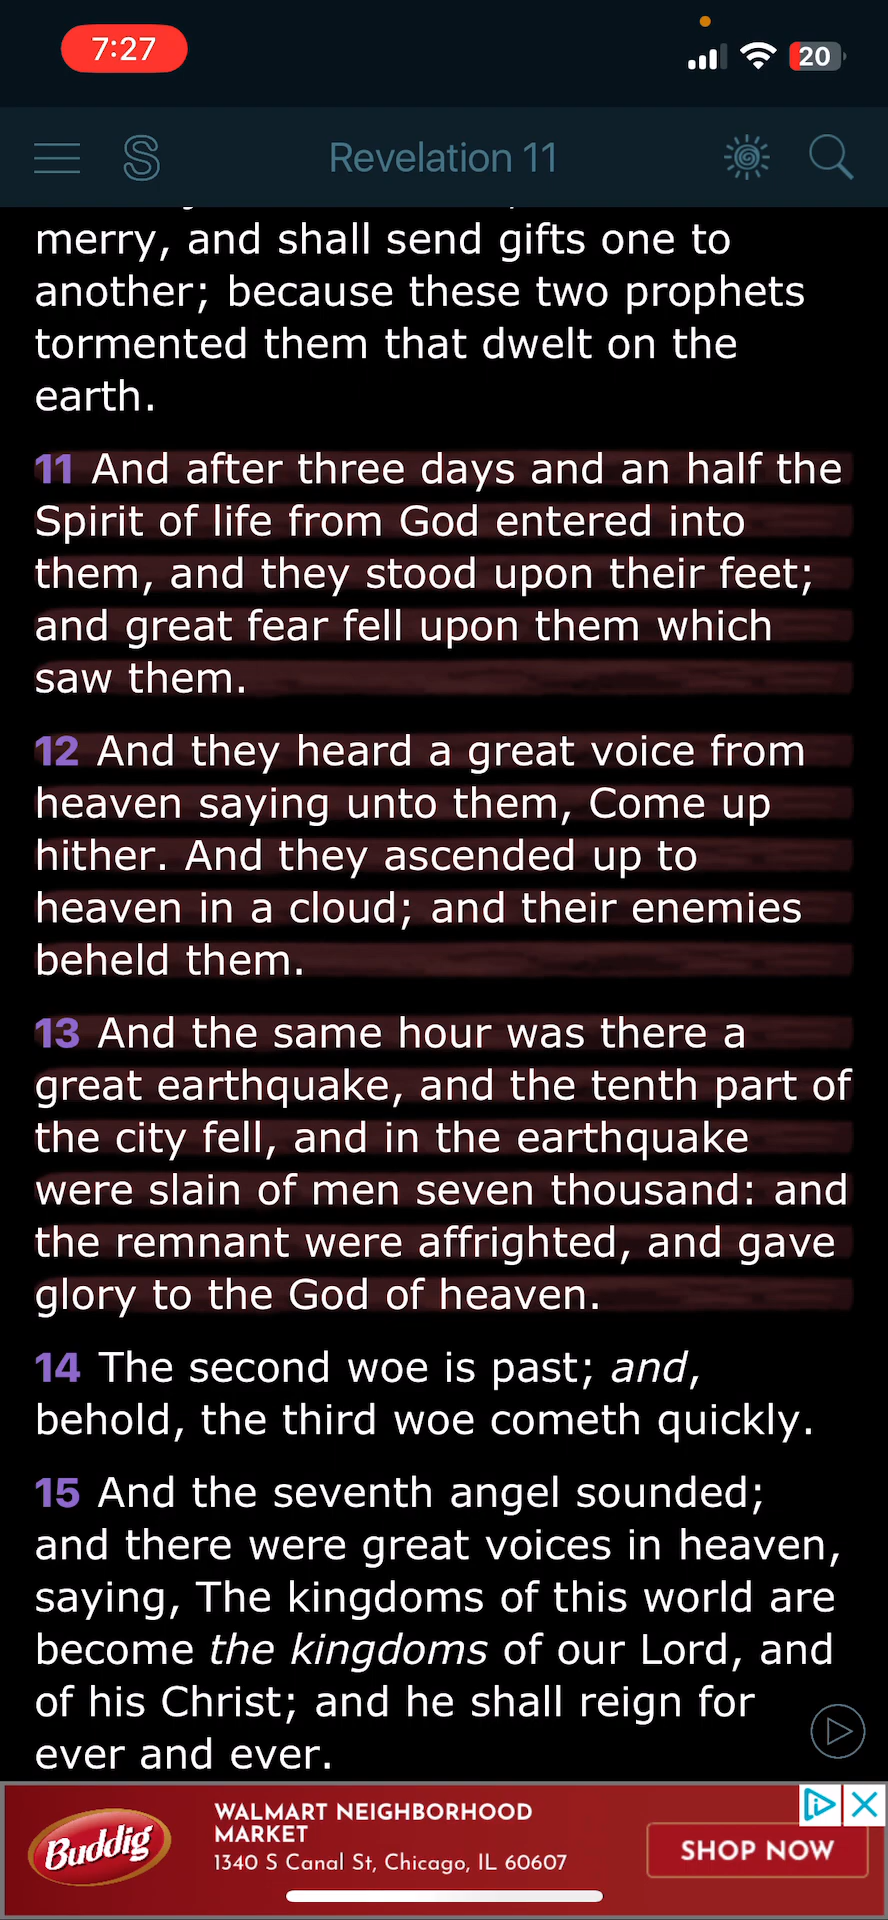 7:27
20
S
Revelation 11
merry, and shall send gifts one to
another; because these two prophets
tormented them that dwelt on the
earth.
11 And after three days and an half the
Spirit of life from God entered into
them, and they stood upon their feet;
and great fear fell upon them which
saw them.
12 And they heard a great voice from
heaven saying unto them, Come up
hither. And they ascended up to
heaven in a cloud; and their enemies
beheld them.
13 And the same hour was there a
great earthquake, and the tenth part of
the city fell, and in the earthquake
were slain of men seven thousand: and
the remnant were affrighted, and gave
glory to the God of heaven.
14 The second woe is past; and,
behold, the third woe cometh quickly.
15 And the seventh angel sounded;
and there were great voices in heaven,
saying, The kingdoms of this world are
become the kingdoms of our Lord, and
of his Christ; and he shall reign for
ever and ever.
Buddig
WALMART NEIGHBORHOOD
MARKET
1340 S Canal St, Chicago, IL 60607
SHOP NOW